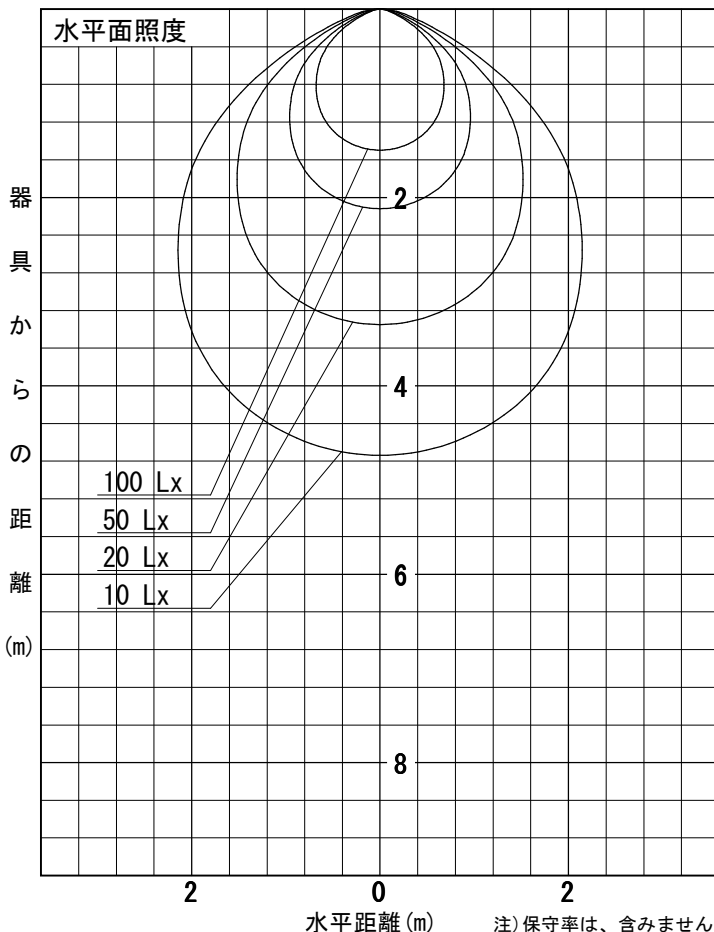 水平面照度
器具からの距離(m)
2
4
6
8
100 Lx
50 Lx
20 Lx
10 Lx
2
0
2
水平距離(m)
注)保守率は、含みません